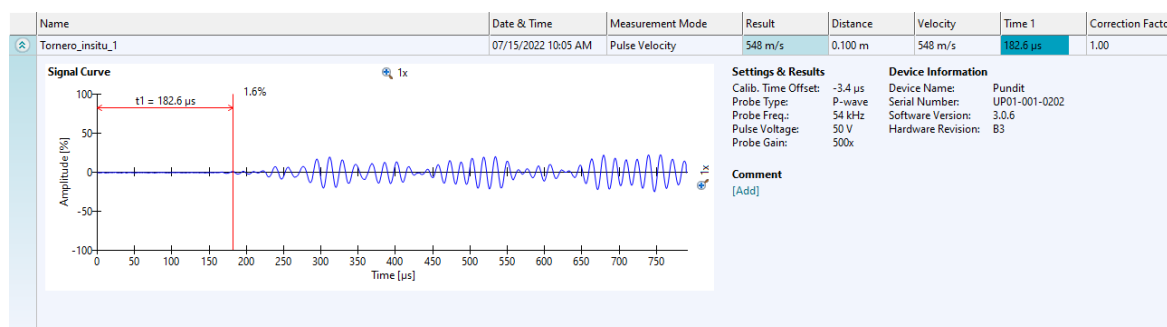 Name Date & Time Measurement Mode Result Distance Velocity Time 1 Correction Facto
Tornero_insitu_1 07/15/2022 10:05 AM Pulse Velocity 548 m/s 0.100 m 548 m/s 182.6 µs 1.00
Signal Curve
1x
t1 = 182.6 µs
1.6%
100
50
0
-50
-100
Amplitude [%]
0 50 100 150 200 250 300 350 400 450 500 550 600 650 700 750
Time [µs]
1x
Settings & Results
Calib. Time Offset: -3.4 µs
Probe Type: P-wave
Probe Freq.: 54 kHz
Pulse Voltage: 50 V
Probe Gain: 500x
Device Information
Device Name: Pundit
Serial Number: UP01-001-0202
Software Version: 3.0.6
Hardware Revision: B3
Comment
[Add]